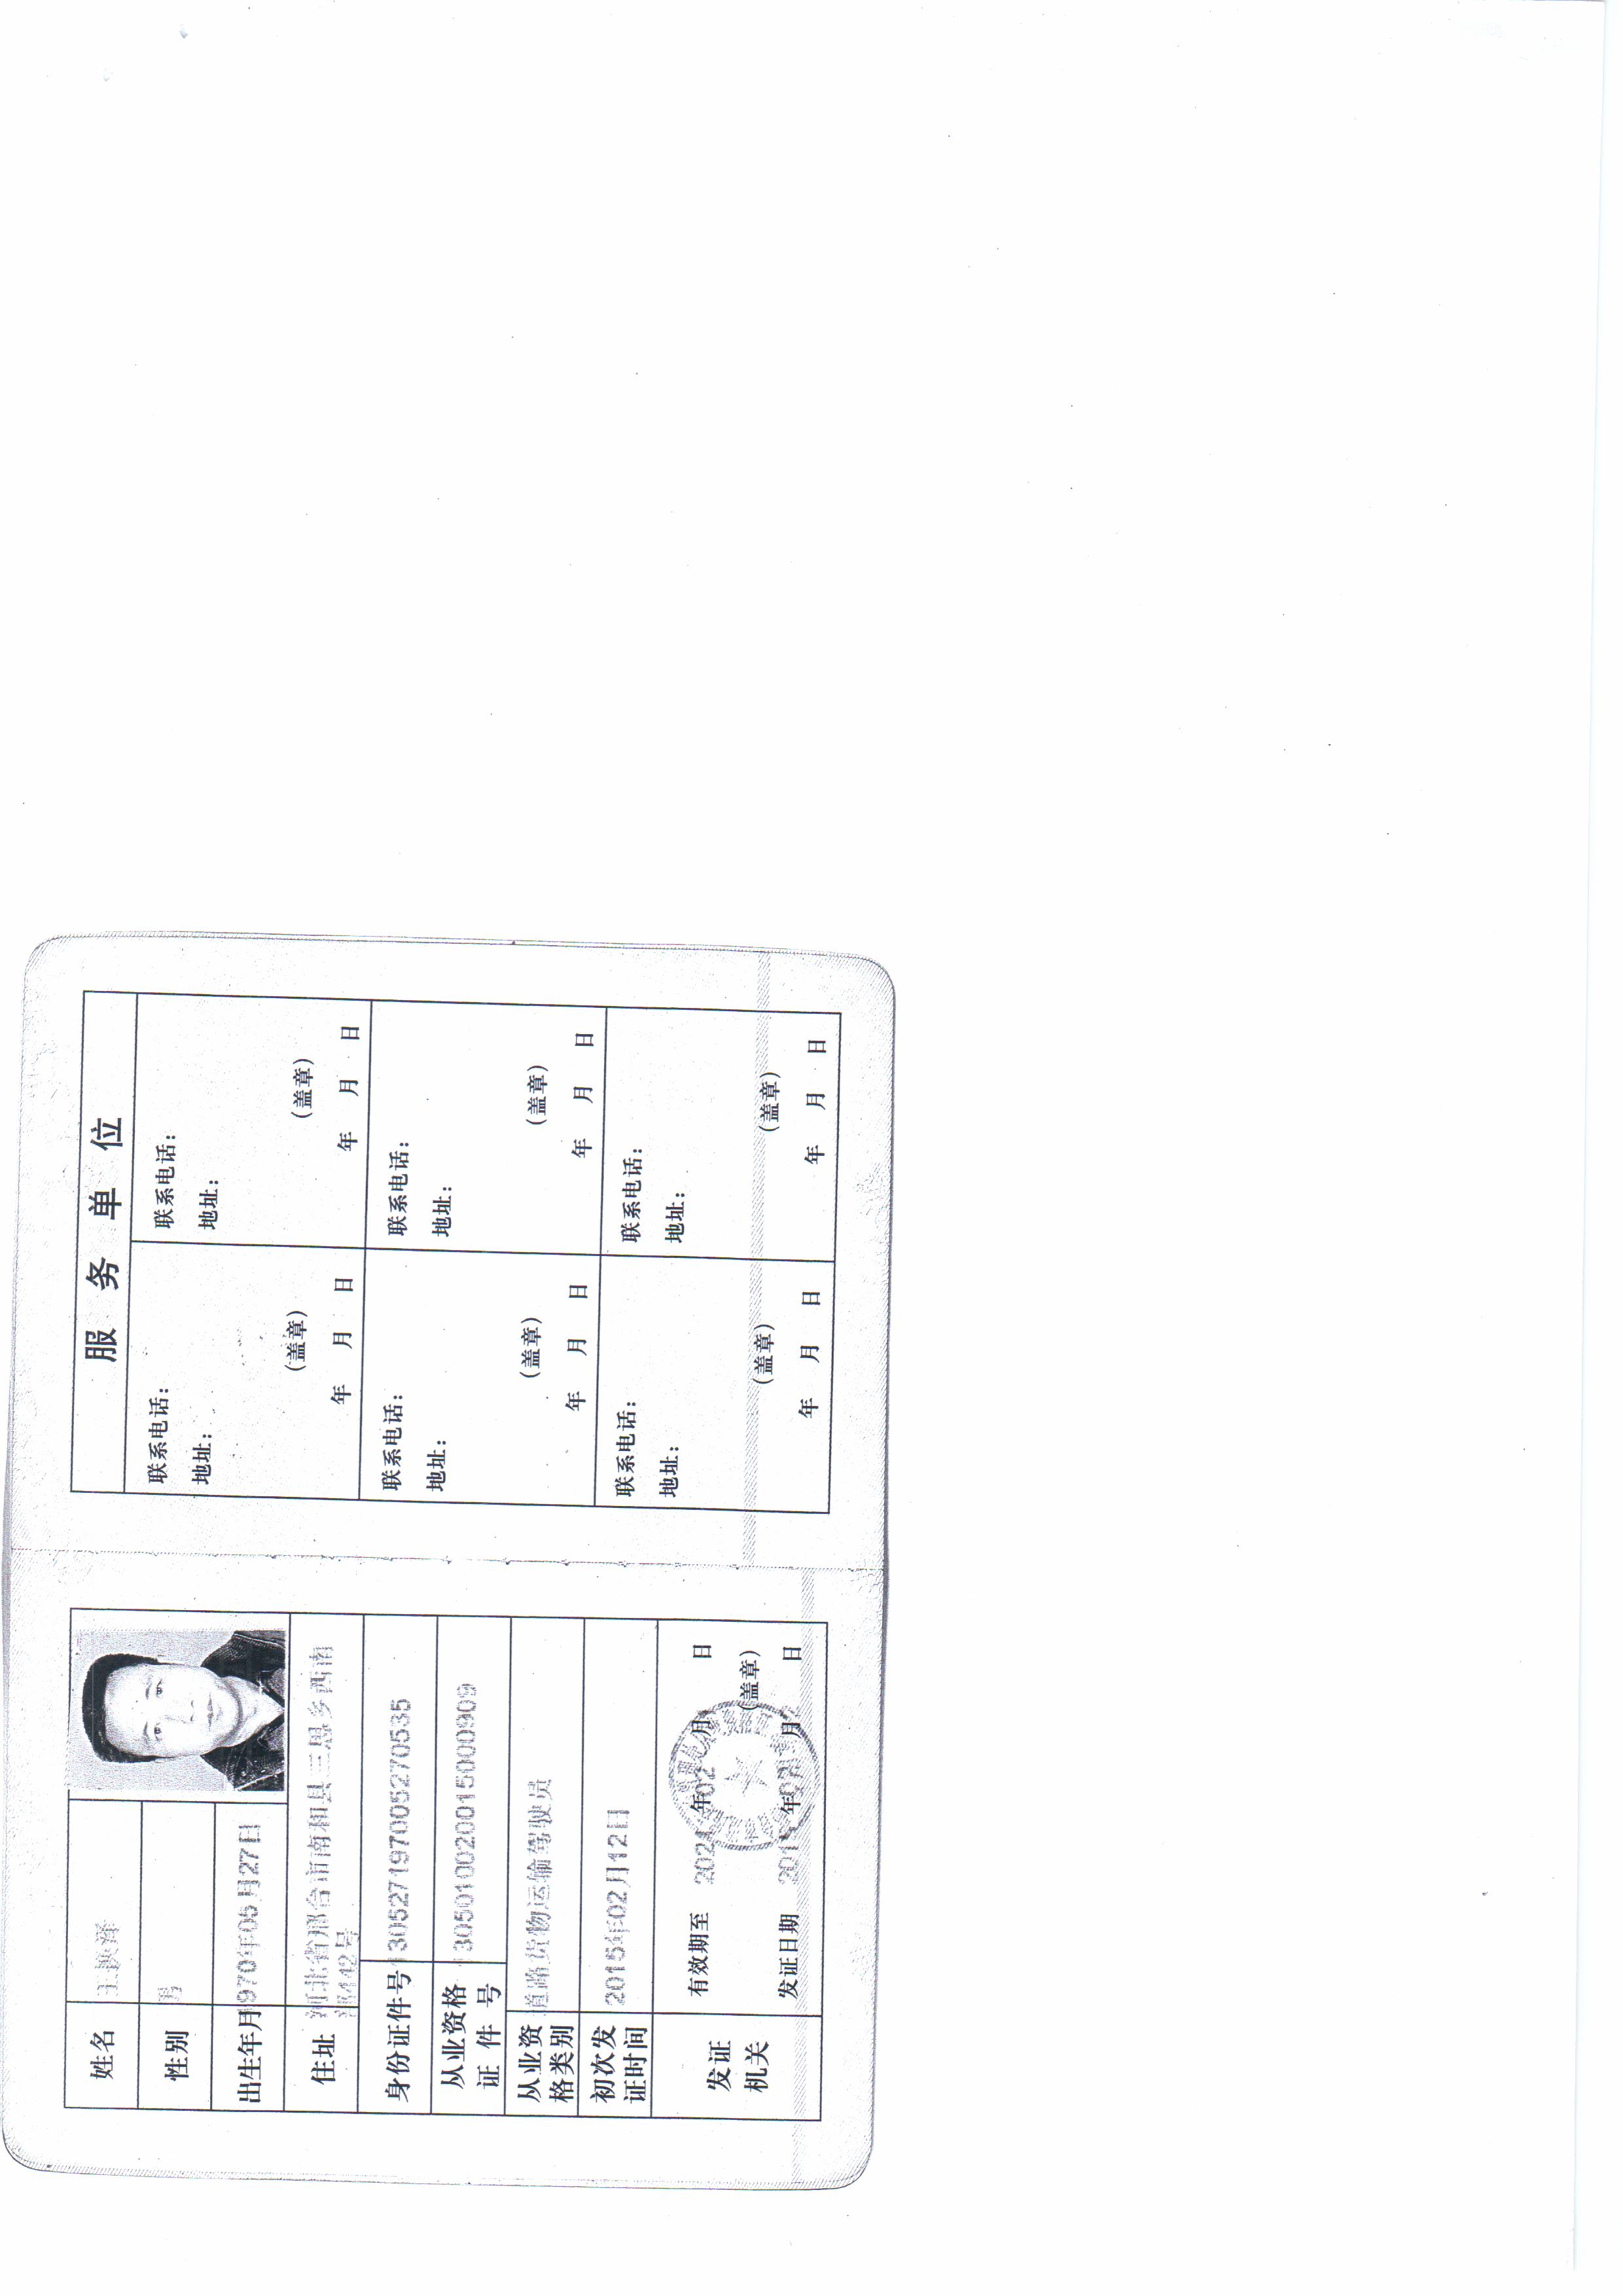 姓名
性别 男
出生年月 1970年05月27日
住址 河北省邢台市南和县三思乡西南
442号
身份证件号 130527197005270535
从业资格
证件号 1305010020015000909
从业资
格类别 道路货物运输驾驶员
初次发
证时间 2015年02月12日
发证
机关
有效期至 2021年02月 日
(盖章)
发证日期 201 年 月 日
服务单位
联系电话:
地址:
(盖章)
年 月 日
联系电话:
地址:
(盖章)
年 月 日
联系电话:
地址:
(盖章)
年 月 日
联系电话:
地址:
(盖章)
年 月 日
联系电话:
地址:
(盖章)
年 月 日
联系电话:
地址:
(盖章)
年 月 日